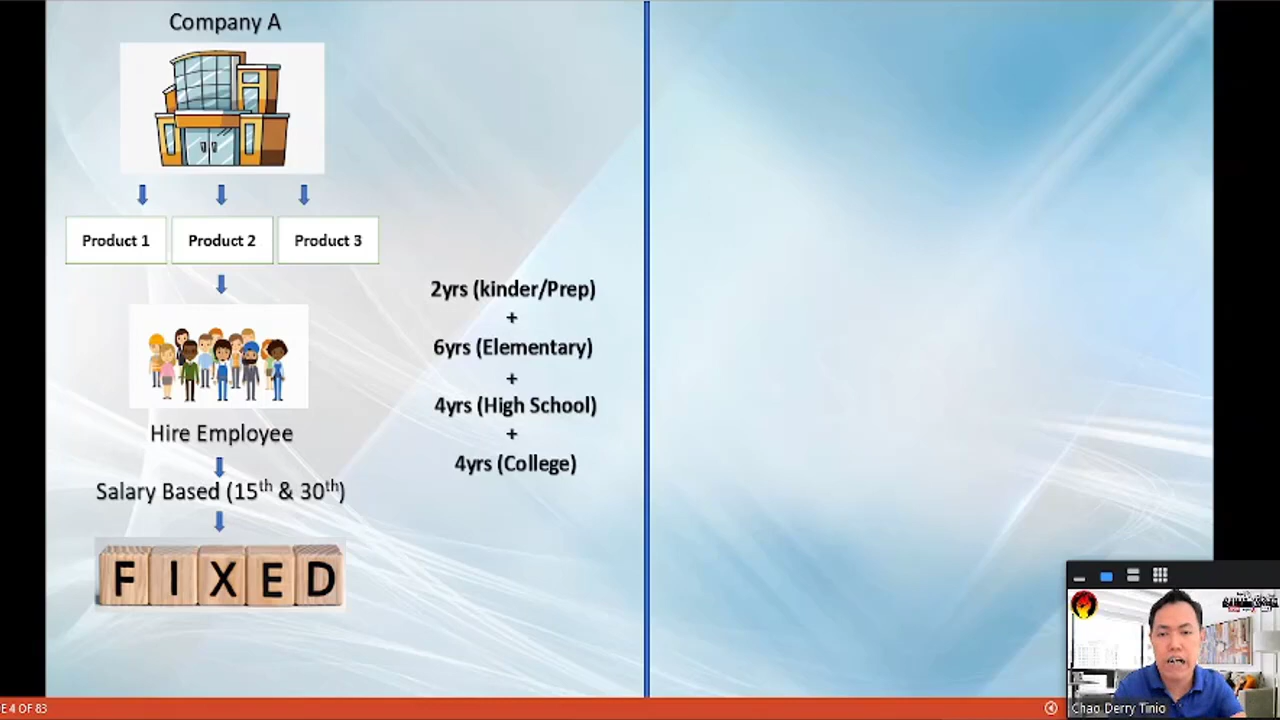 Company A
Product 1
Product 2
Product 3
Hire Employee
Salary Based (15th & 30th)
FIXED
2yrs (kinder/Prep)
+
6yrs (Elementary)
+
4yrs (High School)
+
4yrs (College)
E 4 OF 83
Chao Derry Tinio